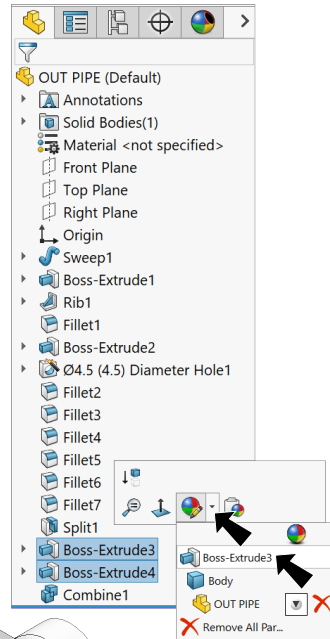 OUT PIPE (Default)
Annotations
Solid Bodies(1)
Material <not specified>
Front Plane
Top Plane
Right Plane
Origin
Sweep1
Boss-Extrude1
Rib1
Fillet1
Boss-Extrude2
Ø4.5 (4.5) Diameter Hole1
Fillet2
Fillet3
Fillet4
Fillet5
Fillet6
Fillet7
Split1
Boss-Extrude3
Boss-Extrude4
Combine1
Boss-Extrude3
Body
OUT PIPE
Remove All Par...